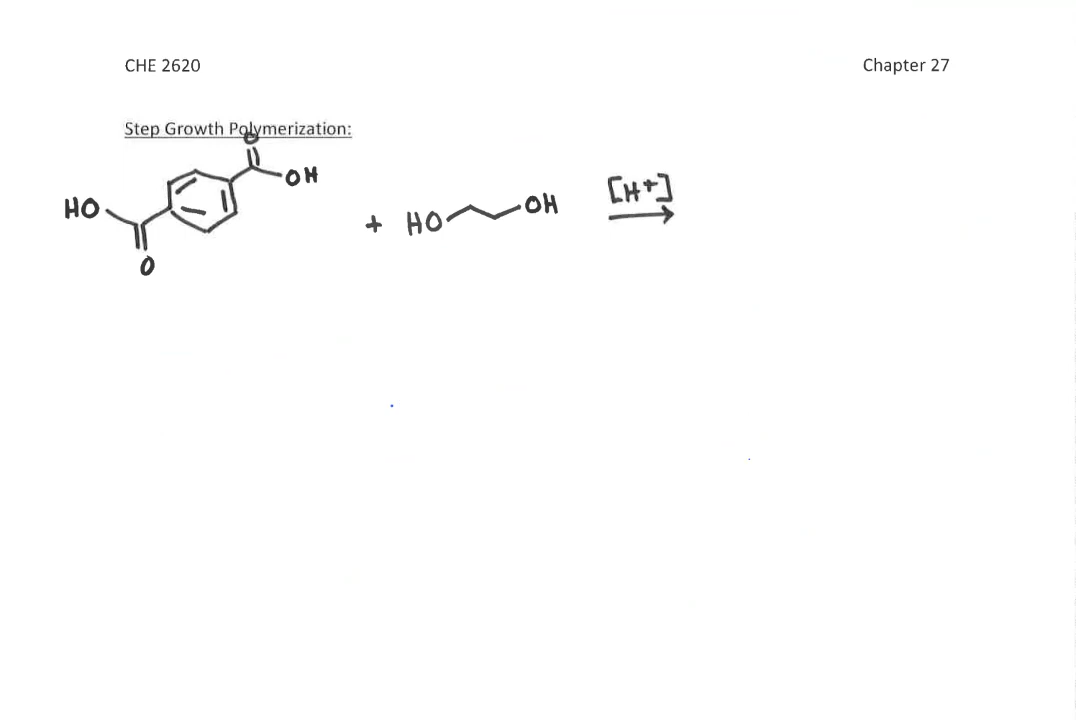 CHE 2620 Chapter 27
Step Growth Polymerization:
O
OH
HO
O
+ HO OH
[H+]